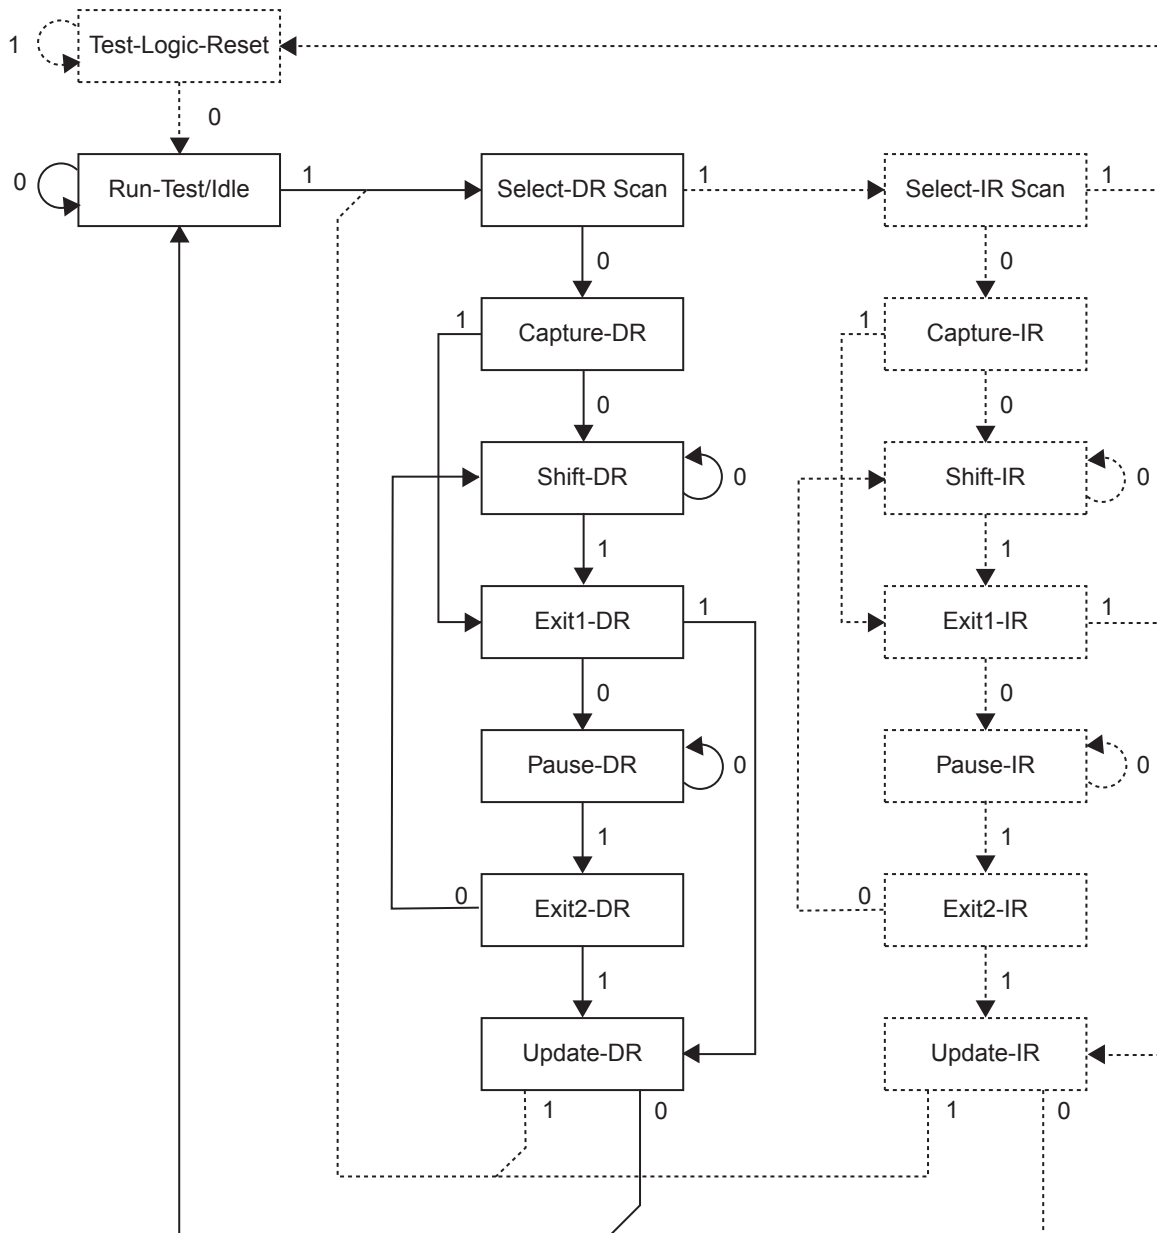 1
Test-Logic-Reset
0
0
Run-Test/Idle
1
Select-DR Scan
1
Select-IR Scan
1
0
0
1
Capture-DR
1
Capture-IR
0
0
Shift-DR
0
Shift-IR
0
1
1
Exit1-DR
1
Exit1-IR
1
0
0
Pause-DR
0
Pause-IR
0
1
1
0
Exit2-DR
0
Exit2-IR
1
1
Update-DR
Update-IR
1
0
1
0